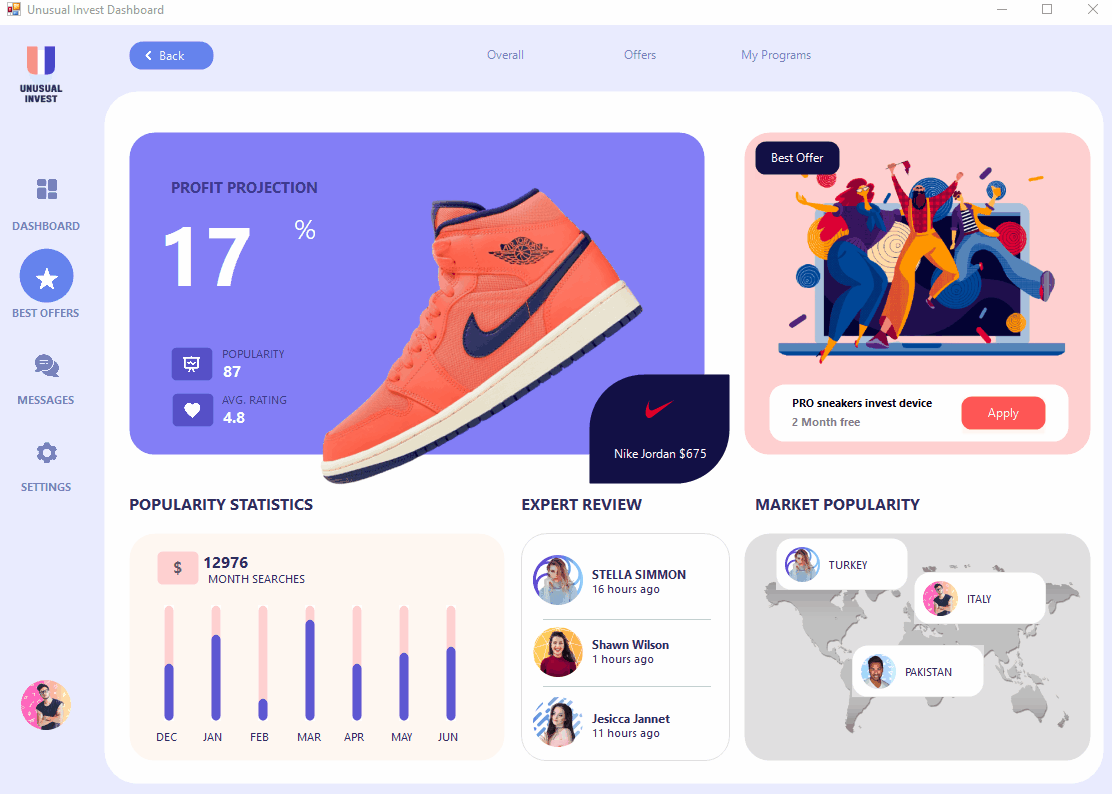 Unusual Invest Dashboard
Back
Overall
Offers
My Programs
UNUSUAL
INVEST
DASHBOARD
BEST OFFERS
MESSAGES
SETTINGS
PROFIT PROJECTION
17 %
POPULARITY
87
AVG. RATING
4.8
Nike Jordan $675
Best Offer
PRO sneakers invest device
2 Month free
Apply
POPULARITY STATISTICS
$
12976
MONTH SEARCHES
DEC JAN FEB MAR APR MAY JUN
EXPERT REVIEW
STELLA SIMMON
16 hours ago
Shawn Wilson
1 hours ago
Jesicca Jannet
11 hours ago
MARKET POPULARITY
TURKEY
ITALY
PAKISTAN